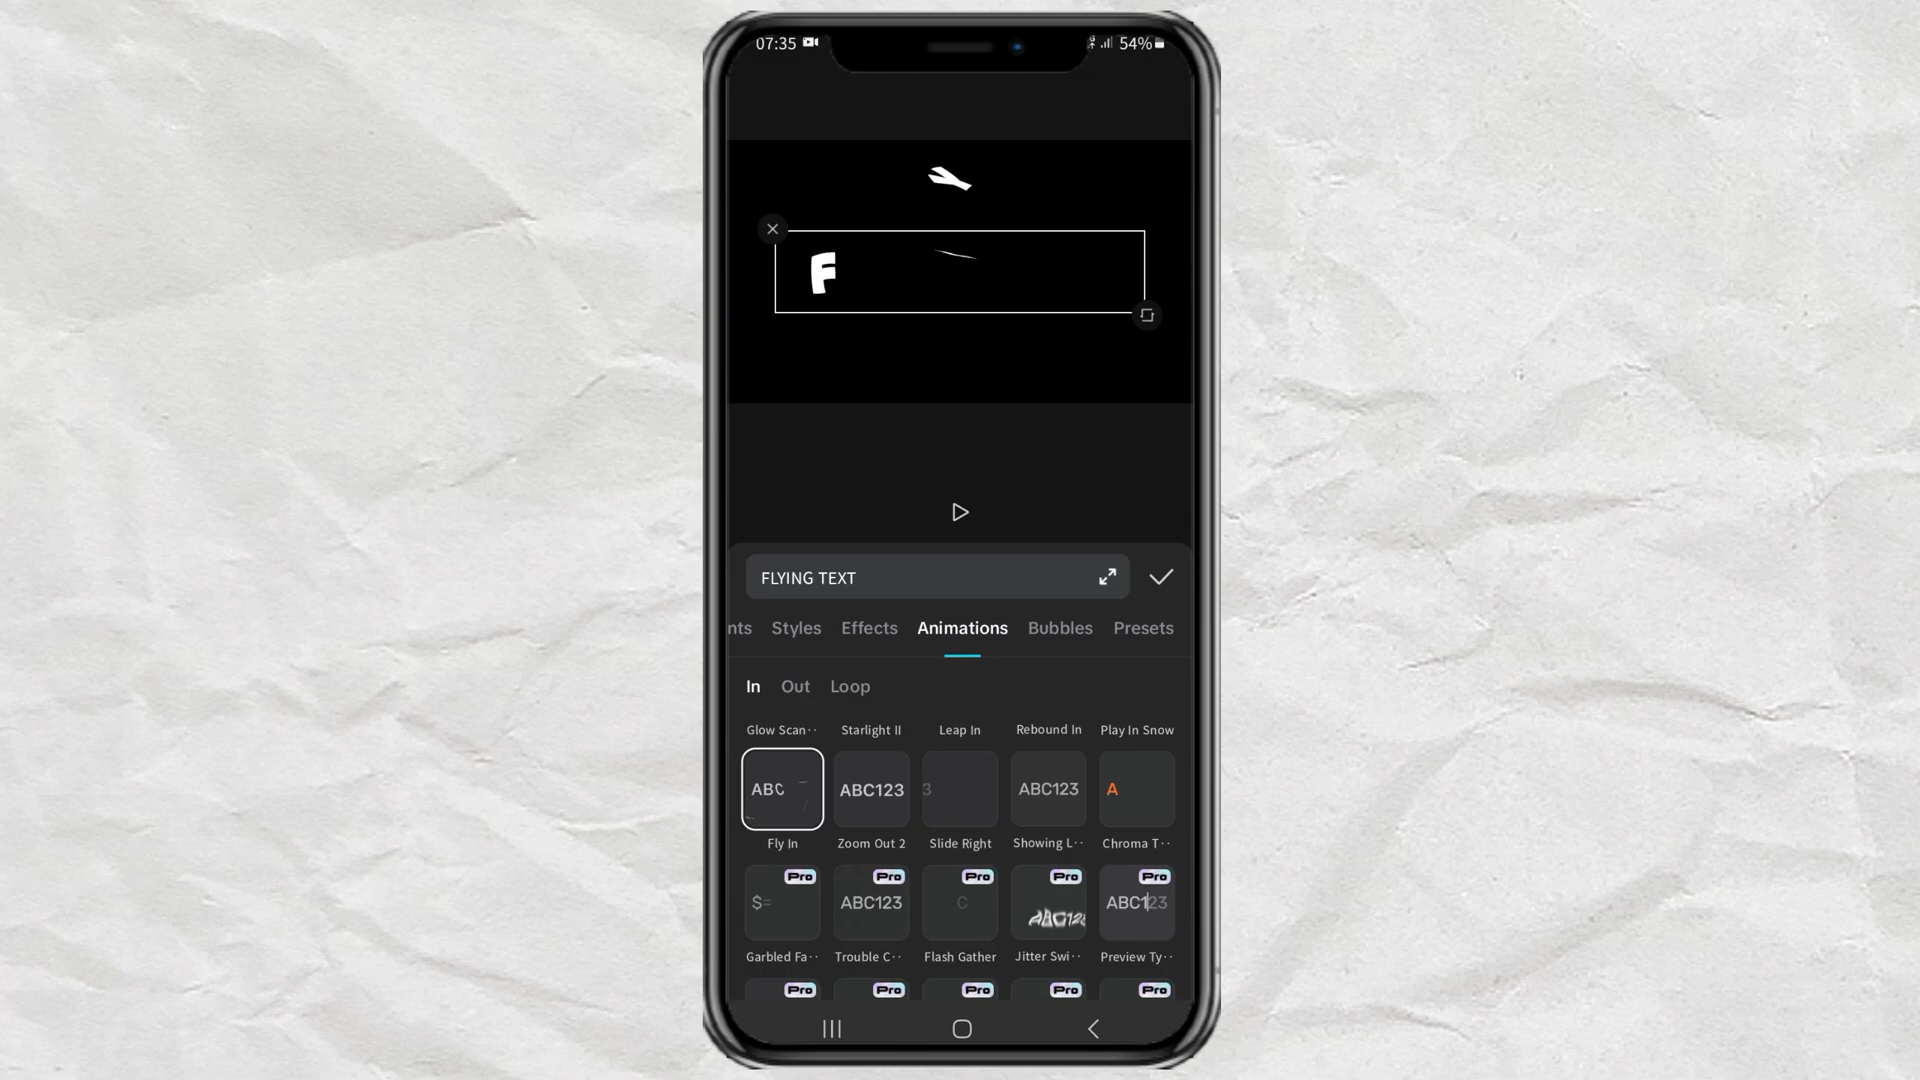 07:35 54%
F
FLYING TEXT
nts Styles Effects Animations Bubbles Presets
In Out Loop
Glow Scan·· Starlight II Leap In Rebound In Play In Snow
ABC ABC123 3 ABC123 A
Fly In Zoom Out 2 Slide Right Showing L·· Chroma T··
Pro Pro Pro Pro Pro
$= ABC123 C ABC123 ABC123
Garbled Fa·· Trouble C·· Flash Gather Jitter Swi·· Preview Ty··
Pro Pro Pro Pro Pro